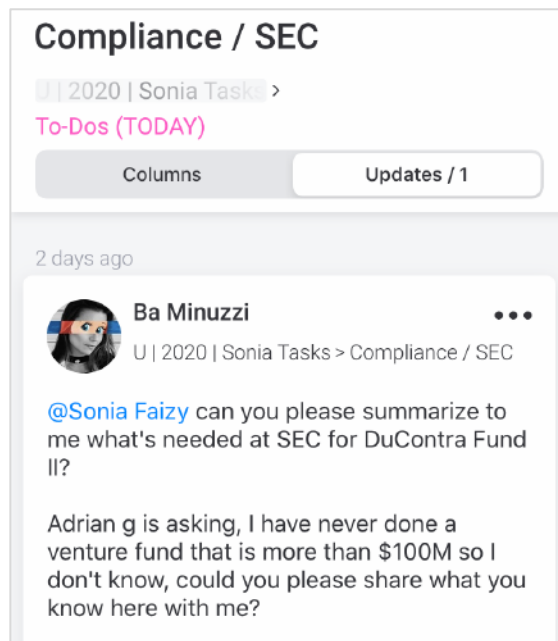 Compliance / SEC
U | 2020 | Sonia Tasks >
To-Dos (TODAY)
Columns
Updates / 1
2 days ago
Ba Minuzzi
U | 2020 | Sonia Tasks > Compliance / SEC
@Sonia Faizy can you please summarize to
me what's needed at SEC for DuContra Fund
II?
Adrian g is asking, I have never done a
venture fund that is more than $100M so I
don't know, could you please share what you
know here with me?